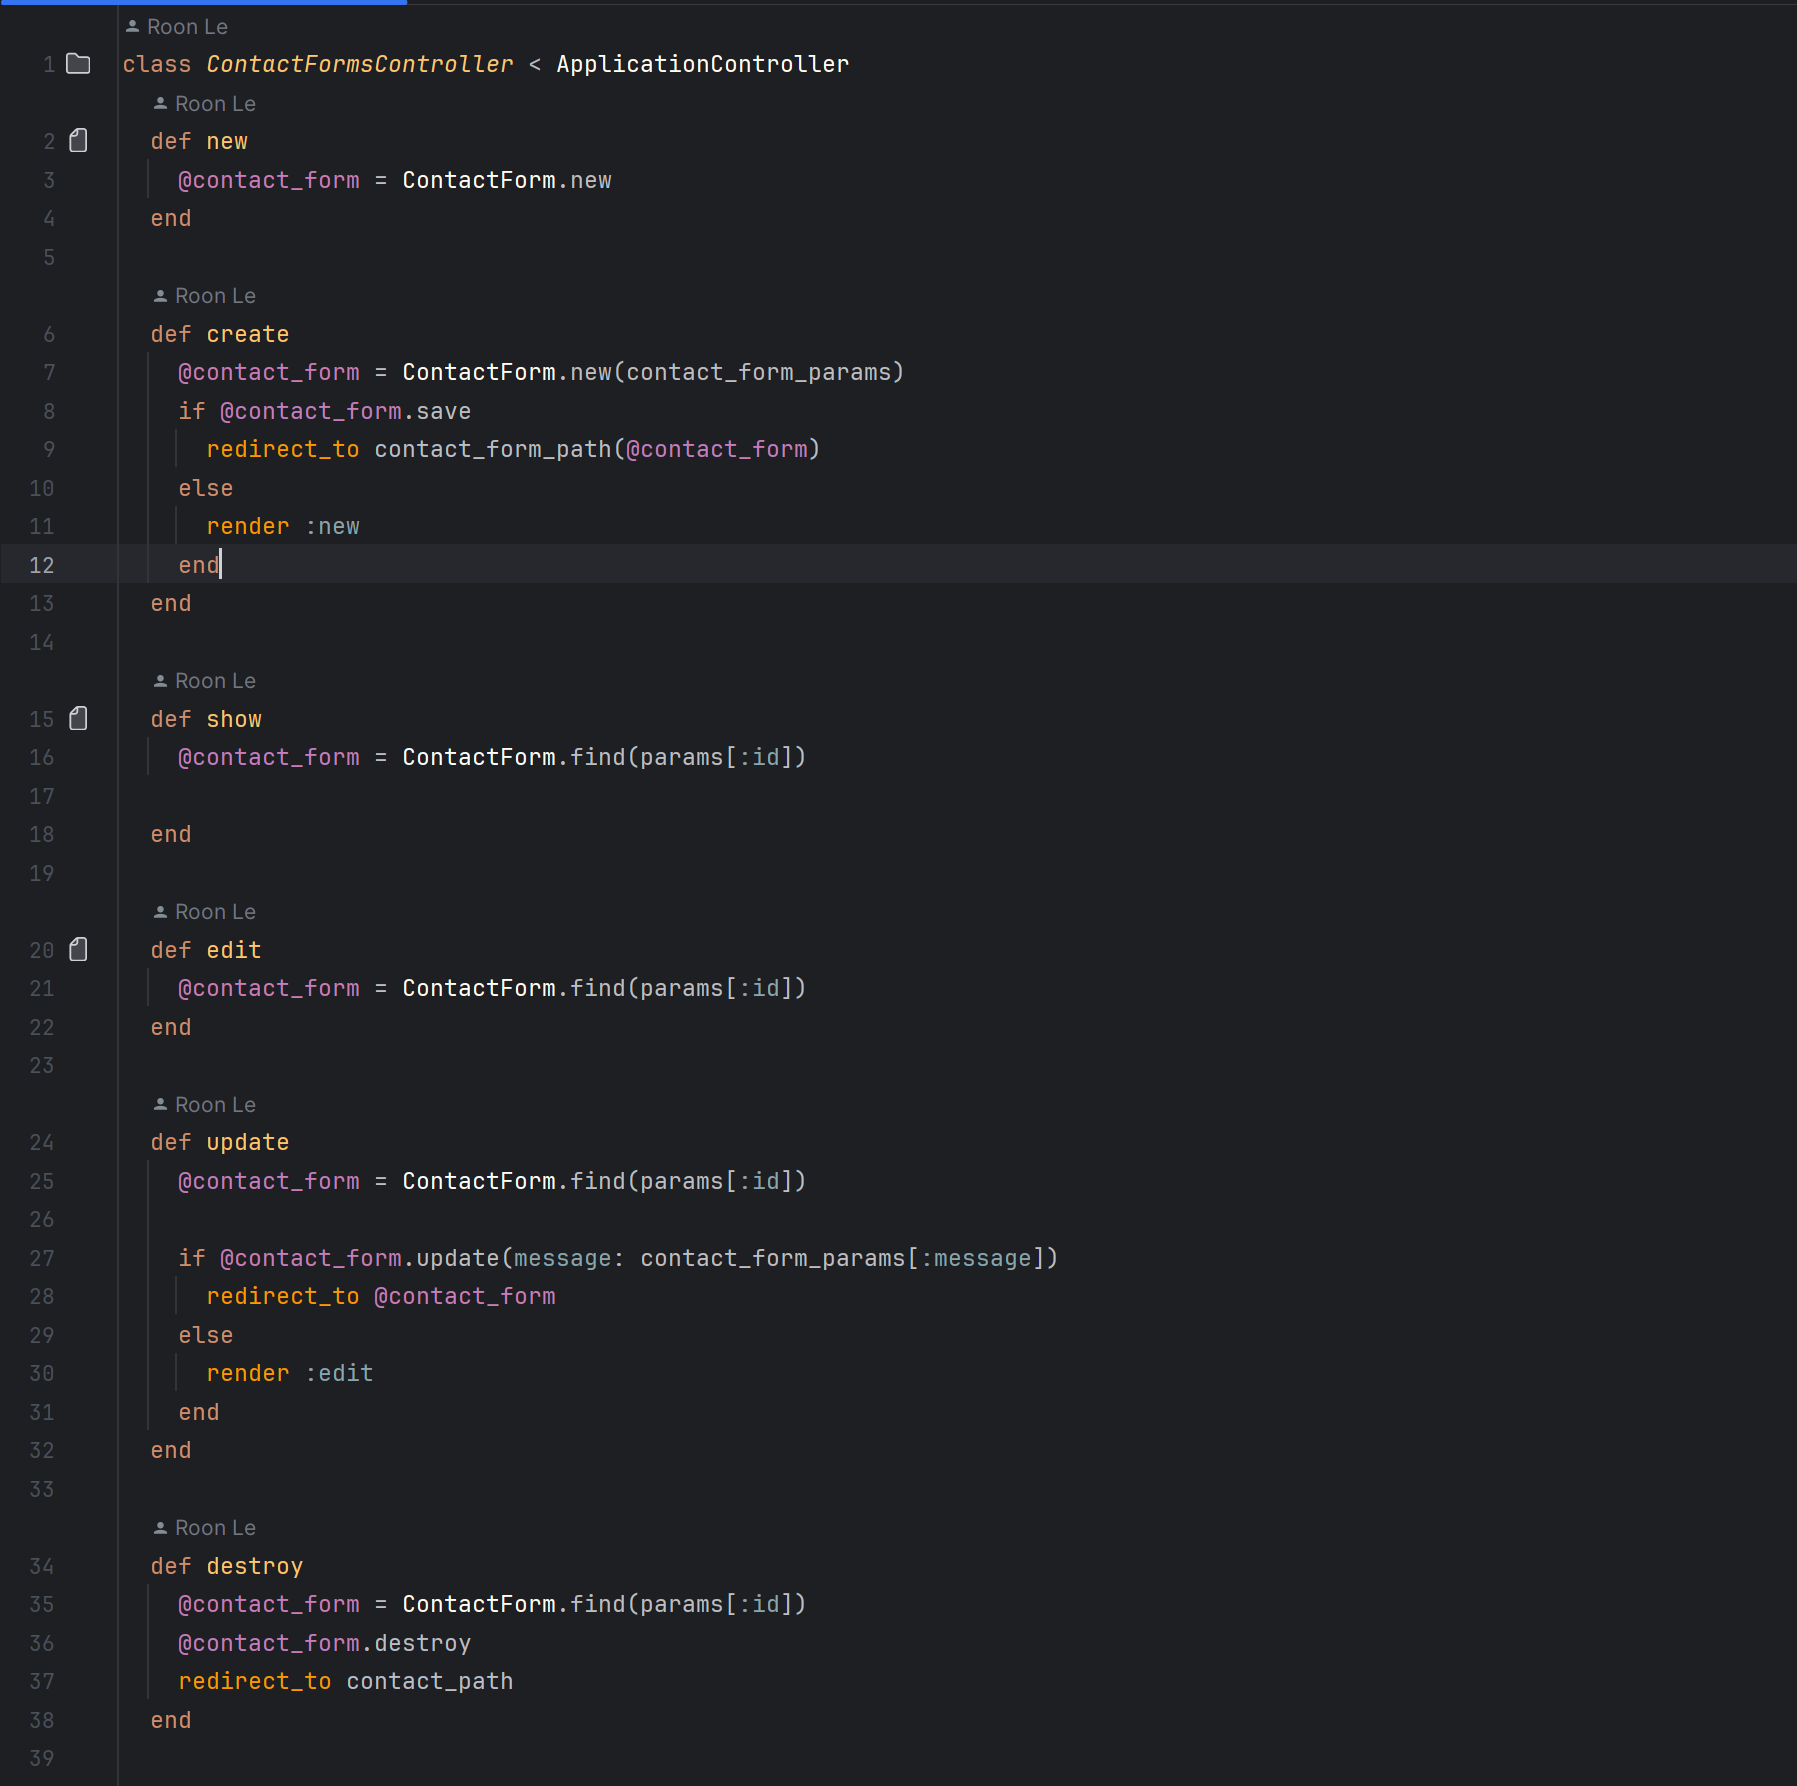 Roon Le
1 class ContactFormsController < ApplicationController
Roon Le
2 def new
3 @contact_form = ContactForm.new
4 end
5
Roon Le
6 def create
7 @contact_form = ContactForm.new(contact_form_params)
8 if @contact_form.save
9 redirect_to contact_form_path(@contact_form)
10 else
11 render :new
12 end
13 end
14
Roon Le
15 def show
16 @contact_form = ContactForm.find(params[:id])
17
18 end
19
Roon Le
20 def edit
21 @contact_form = ContactForm.find(params[:id])
22 end
23
Roon Le
24 def update
25 @contact_form = ContactForm.find(params[:id])
26
27 if @contact_form.update(message: contact_form_params[:message])
28 redirect_to @contact_form
29 else
30 render :edit
31 end
32 end
33
Roon Le
34 def destroy
35 @contact_form = ContactForm.find(params[:id])
36 @contact_form.destroy
37 redirect_to contact_path
38 end
39